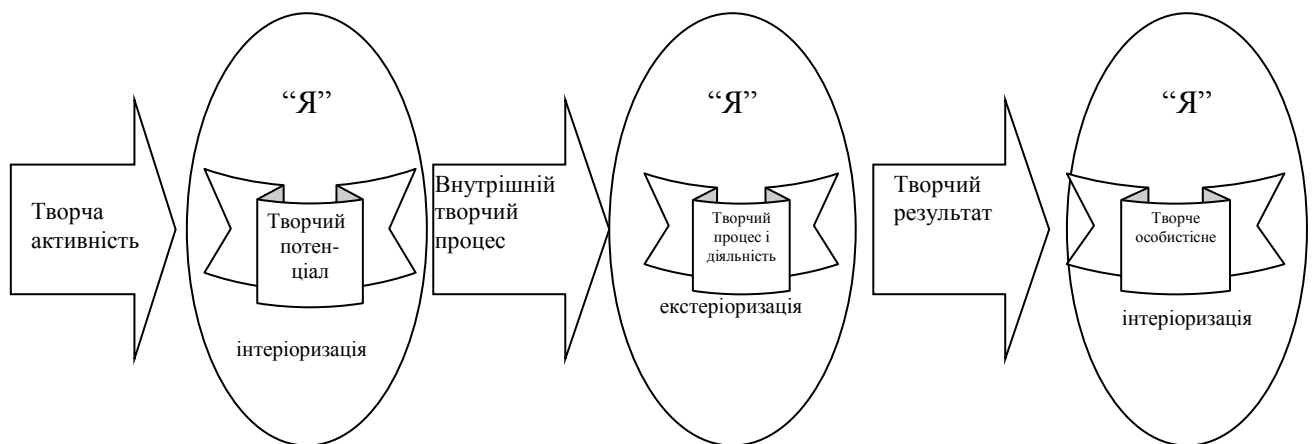 Творча
активність
“Я”
Творчий
потен-
ціал
інтеріоризація
Внутрішній
творчий
процес
“Я”
Творчий
процес і
діяльність
екстеріоризація
Творчий
результат
“Я”
Творче
особистісне
інтеріоризація